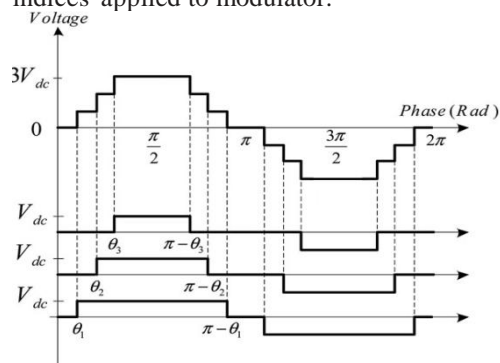 indices applied to modulator.
Voltage
3V_dc
Phase (Rad)
0
π/2
π
3π/2
2π
V_dc
θ_3
π − θ_3
V_dc
θ_2
π − θ_2
V_dc
θ_1
π − θ_1